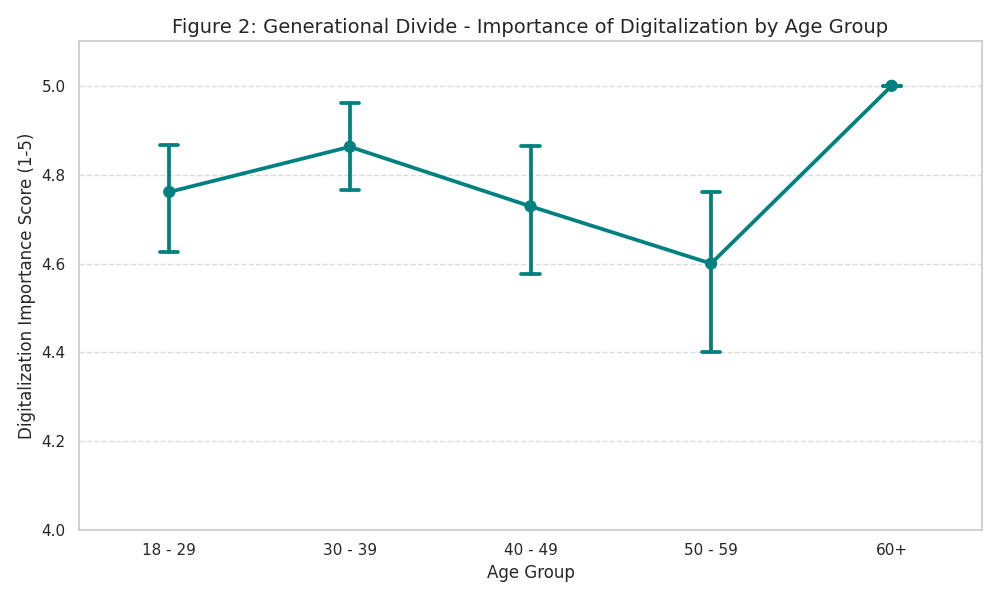 Figure 2: Generational Divide - Importance of Digitalization by Age Group
Digitalization Importance Score (1-5)
5.0
4.8
4.6
4.4
4.2
4.0
18 - 29
30 - 39
40 - 49
50 - 59
60+
Age Group